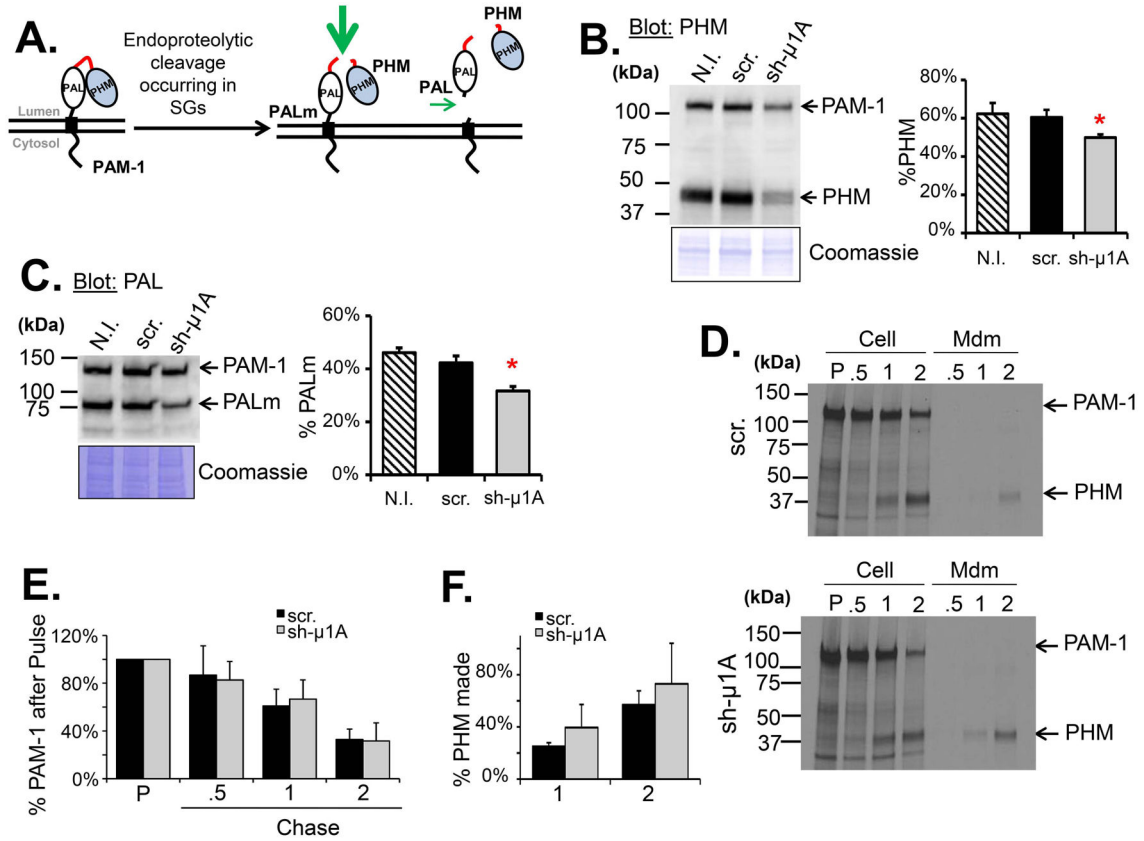 A.
Endoproteolytic
cleavage
occurring in
SGs
PAL
PHM
Lumen
Cytosol
PAM-1
PALm
PAL
PHM
PHM
PAL
PAL
PHM
PHM
B.
Blot: PHM
(kDa)
N.I.
scr.
sh-µ1A
100
75
50
37
PAM-1
PHM
Coomassie
%PHM
80%
60%
40%
20%
0%
*
N.I.
scr.
sh-µ1A
C.
Blot: PAL
(kDa)
N.I.
scr.
sh-µ1A
150
100
75
PAM-1
PALm
Coomassie
% PALm
60%
40%
20%
0%
*
N.I.
scr.
sh-µ1A
D.
(kDa)
Cell
Mdm
P .5 1 2 .5 1 2
scr.
150
100
75
50
37
PAM-1
PHM
(kDa)
Cell
Mdm
P .5 1 2 .5 1 2
sh-µ1A
150
100
75
50
37
PAM-1
PHM
E.
scr.
sh-µ1A
% PAM-1 after Pulse
120%
80%
40%
0%
P .5 1 2
Chase
F.
scr.
sh-µ1A
% PHM made
80%
40%
0%
1 2